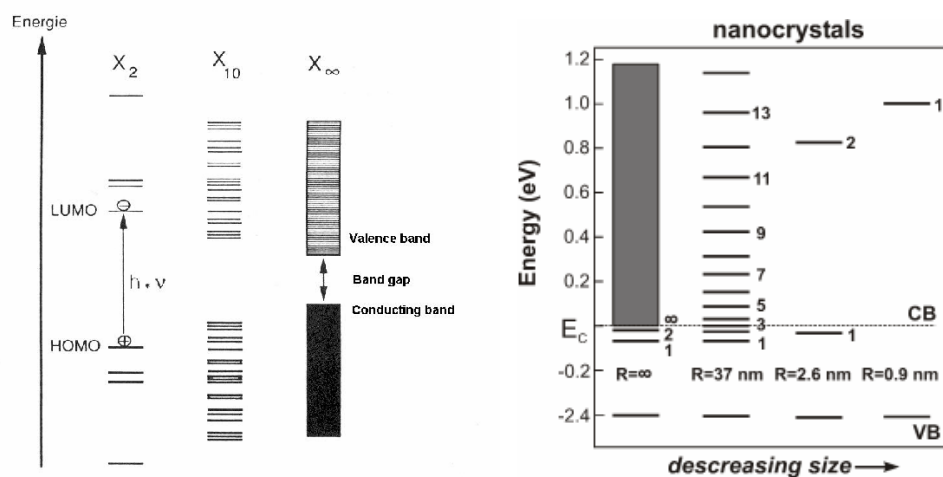 Energie
X2 X10 X∞
LUMO
h·ν
HOMO
Valence band
Band gap
Conducting band
nanocrystals
Energy (eV)
1.2
1.0
0.8
0.6
0.4
0.2
Ec
-0.2
-2.4
8
2
1
13
11
9
7
5
3
1
2
1
1
CB
R=∞ R=37 nm R=2.6 nm R=0.9 nm
VB
descreasing size